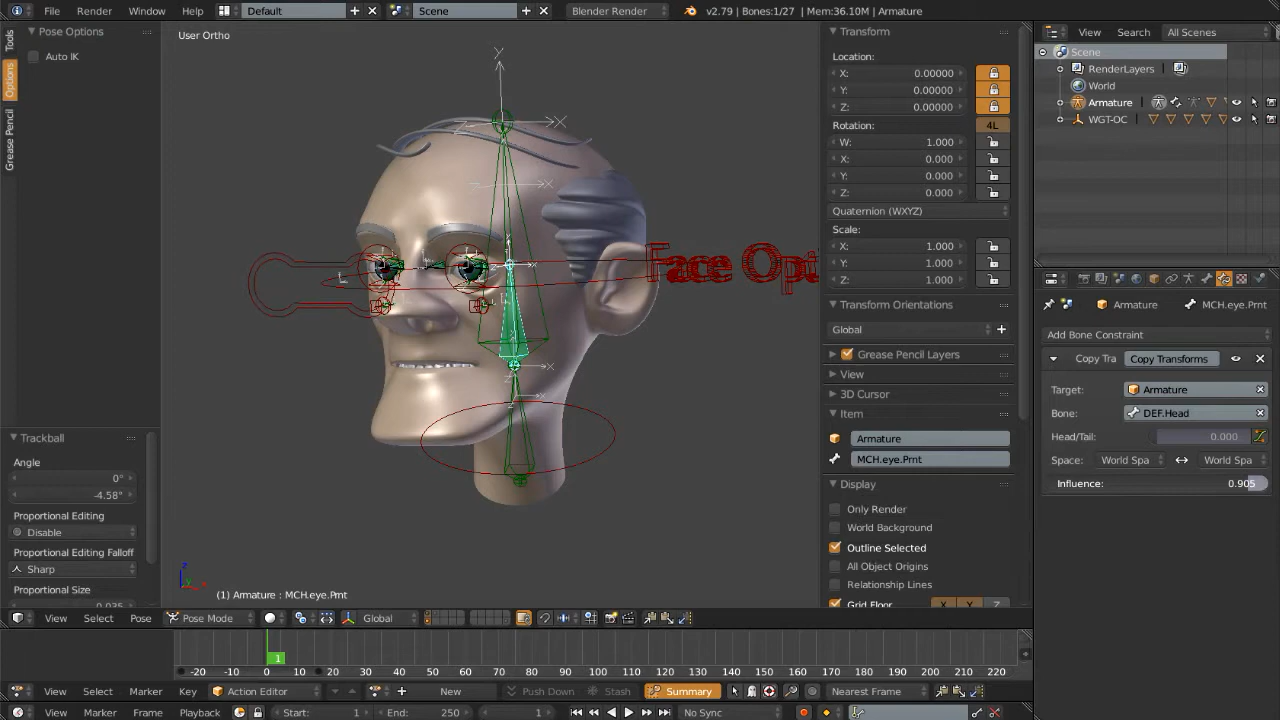 File Render Window Help Default Scene Blender Render v2.79 | Bones:1/27 | Mem:36.10M | Armature
Tools
Options
Grease Pencil
Pose Options
Auto IK
User Ortho
Y
X
Z
X
X
Face Opt
(1) Armature : MCH.eye.Prnt
Trackball
Angle
0°
-4.58°
Proportional Editing
Disable
Proportional Editing Falloff
Sharp
Proportional Size
0.035
Transform
Location:
X: 0.00000
Y: 0.00000
Z: 0.00000
Rotation: 4L
W: 1.000
X: 0.000
Y: 0.000
Z: 0.000
Quaternion (WXYZ)
Scale:
X: 1.000
Y: 1.000
Z: 1.000
Transform Orientations
Global
Grease Pencil Layers
View
3D Cursor
Item
Armature
MCH.eye.Prnt
Display
Only Render
World Background
Outline Selected
All Object Origins
Relationship Lines
Grid Floor X Y Z
View Search All Scenes
Scene
RenderLayers
World
Armature
WGT-OC
Armature MCH.eye.Prnt
Add Bone Constraint
Copy Tra Copy Transforms
Target: Armature
Bone: DEF.Head
Head/Tail: 0.000
Space: World Spa World Spa
Influence: 0.905
View Select Pose Pose Mode Global
1
-20 -10 0 10 20 30 40 50 60 70 80 90 100 110 120 130 140 150 160 170 180 190 200 210 220
View Select Marker Key Action Editor New Push Down Stash Summary Nearest Frame
View Marker Frame Playback Start: 1 End: 250 1 No Sync